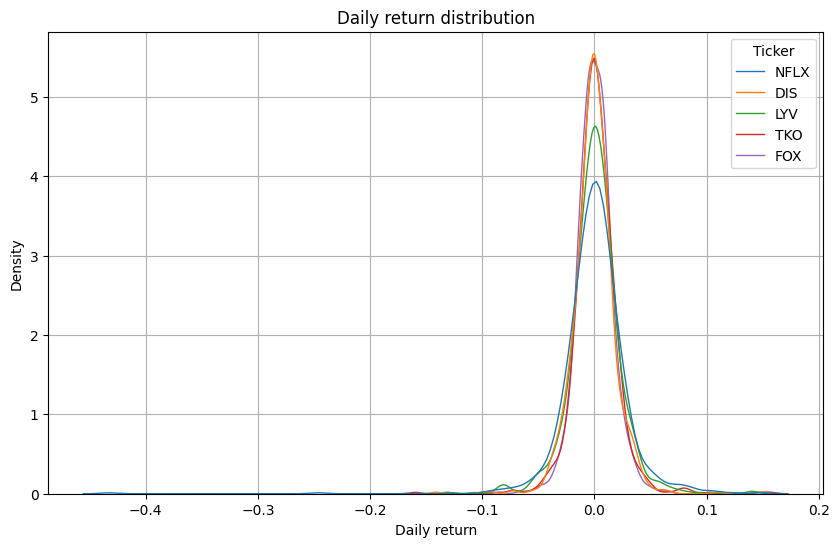 Daily return distribution
Ticker
NFLX
DIS
LYV
TKO
FOX
Density
5
4
3
2
1
0
−0.4
−0.3
−0.2
−0.1
0.0
0.1
0.2
Daily return